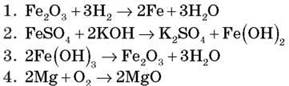 1. Fe₂O₃ + 3H₂ → 2Fe + 3H₂O
2. FeSO₄ + 2KOH → K₂SO₄ + Fe(OH)₂
3. 2Fe(OH)₃ → Fe₂O₃ + 3H₂O
4. 2Mg + O₂ → 2MgO